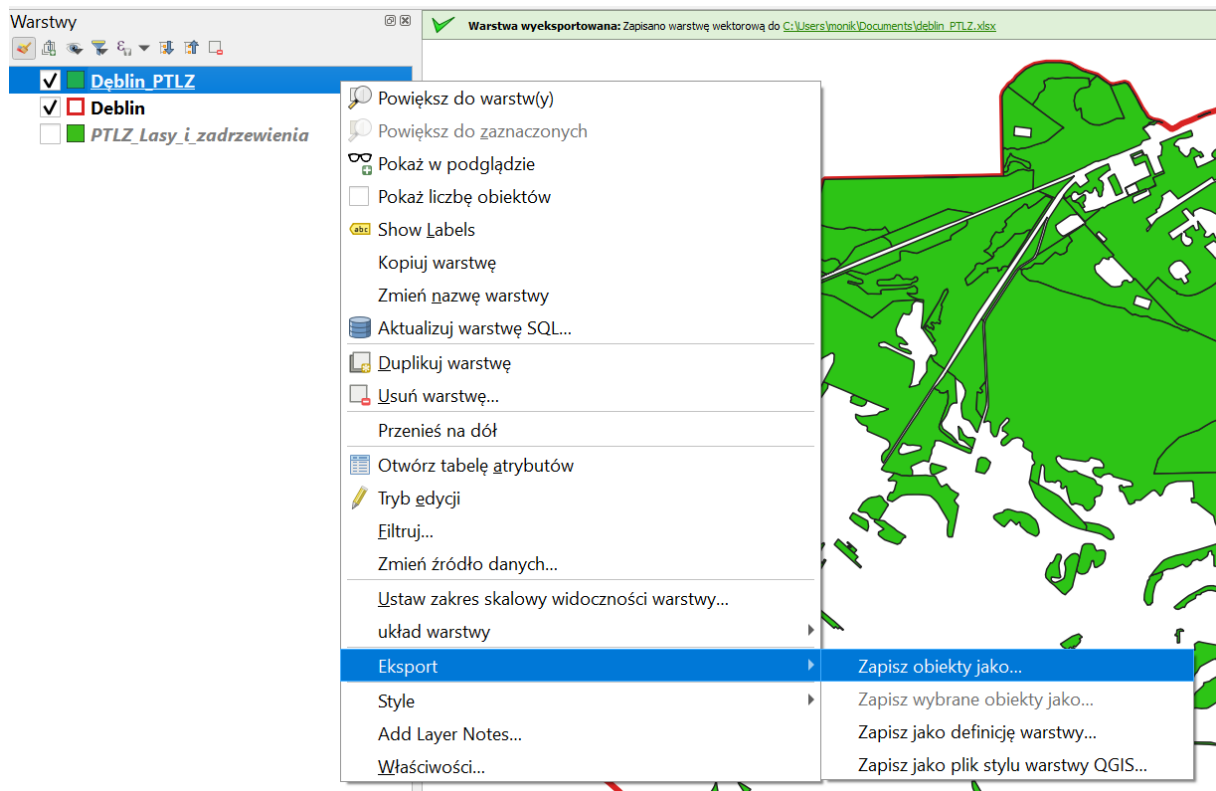 Warstwy
Warstwa wyeksportowana: Zapisano warstwę wektorową do C:\Users\monik\Documents\deblin_PTLZ.xlsx
Dęblin_PTLZ
Deblin
PTLZ_Lasy_i_zadrzewienia
Powiększ do warstw(y)
Powiększ do zaznaczonych
Pokaż w podglądzie
Pokaż liczbę obiektów
abc Show Labels
Kopiuj warstwę
Zmień nazwę warstwy
Aktualizuj warstwę SQL...
Duplikuj warstwę
Usuń warstwę...
Przenieś na dół
Otwórz tabelę atrybutów
Tryb edycji
Filtruj...
Zmień źródło danych...
Ustaw zakres skalowy widoczności warstwy...
układ warstwy
Eksport
Style
Add Layer Notes...
Właściwości...
Zapisz obiekty jako...
Zapisz wybrane obiekty jako...
Zapisz jako definicję warstwy...
Zapisz jako plik stylu warstwy QGIS...